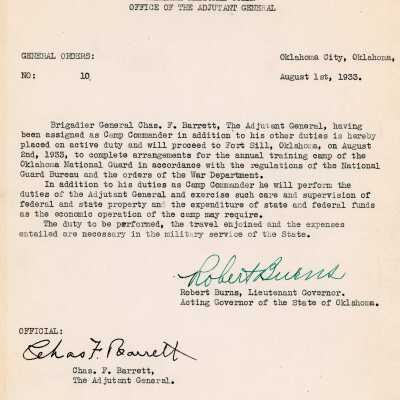 OFFICE OF THE ADJUTANT GENERAL
GENERAL ORDERS:
Oklahoma City, Oklahoma,
NO: 10.
August 1st, 1933.
Brigadier General Chas. F. Barrett, The Adjutant General, having
been assigned as Camp Commander in addition to his other duties is hereby
placed on active duty and will proceed to Fort Sill, Oklahoma, on August
2nd, 1933, to complete arrangements for the annual training camp of the
Oklahoma National Guard in accordance with the regulations of the National
Guard Bureau and the orders of the War Department.
In addition to his duties as Camp Commander he will perform the
duties of the Adjutant General and exercise such care and supervision of
federal and state property and the expenditure of state and federal funds
as the economic operation of the camp may require.
The duty to be performed, the travel enjoined and the expenses
entailed are necessary in the military service of the State.
Robert Burns
Robert Burns, Lieutenant Governor.
Acting Governor of the State of Oklahoma.
OFFICIAL:
Chas F. Barrett
Chas. F. Barrett,
The Adjutant General.